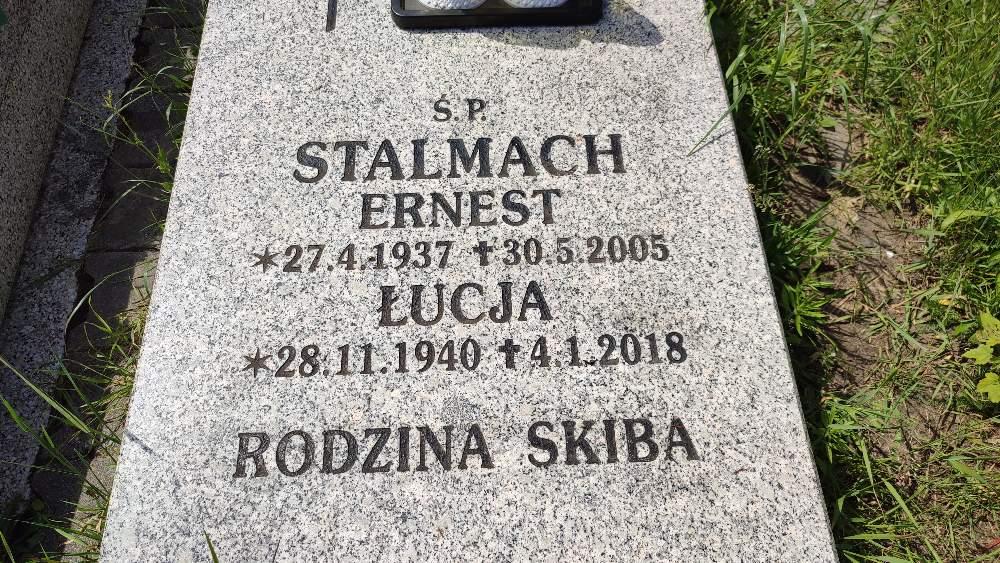 Ś.P.
STALMACH
ERNEST
✶27.4.1937 ✝30.5.2005
ŁUCJA
✶28.11.1940 ✝4.1.2018
RODZINA SKIBA